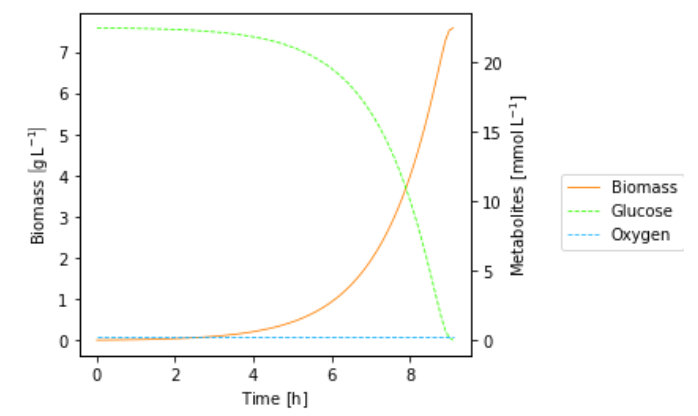 7
6
5
4
3
2
1
0
Biomass [g L⁻¹]
20
15
10
5
0
Metabolites [mmol L⁻¹]
0 2 4 6 8
Time [h]
Biomass
Glucose
Oxygen